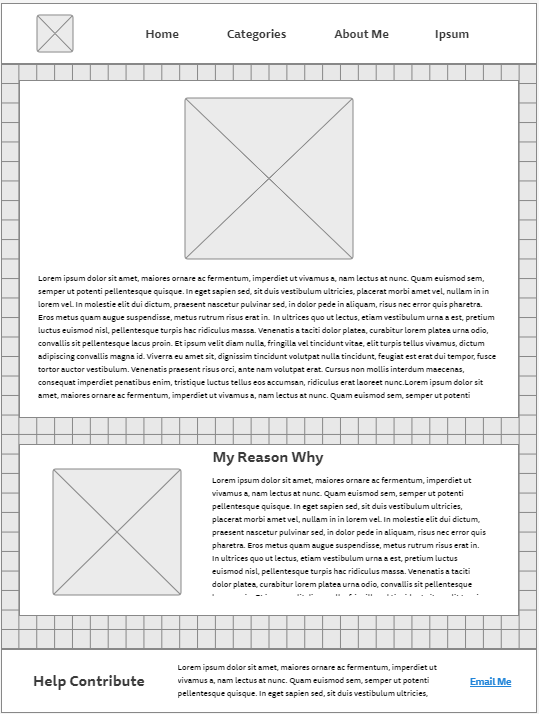 Home Categories About Me Ipsum
Lorem ipsum dolor sit amet, maiores ornare ac fermentum, imperdiet ut vivamus a, nam lectus at nunc. Quam euismod sem,
semper ut potenti pellentesque quisque. In eget sapien sed, sit duis vestibulum ultricies, placerat morbi amet vel, nullam in in
lorem vel. In molestie elit dui dictum, praesent nascetur pulvinar sed, in dolor pede in aliquam, risus nec error quis pharetra.
Eros metus quam augue suspendisse, metus rutrum risus erat in. In ultrices quo ut lectus, etiam vestibulum urna a est, pretium
luctus euismod nisl, pellentesque turpis hac ridiculus massa. Venenatis a taciti dolor platea, curabitur lorem platea urna odio,
convallis sit pellentesque lacus proin. Et ipsum velit diam nulla, fringilla vel tincidunt vitae, elit turpis tellus vivamus, dictum
adipiscing convallis magna id. Viverra eu amet sit, dignissim tincidunt volutpat nulla tincidunt, feugiat est erat dui tempor, fusce
tortor auctor vestibulum. Venenatis praesent risus orci, ante nam volutpat erat. Cursus non mollis interdum maecenas,
consequat imperdiet penatibus enim, tristique luctus tellus eos accumsan, ridiculus erat laoreet nunc.Lorem ipsum dolor sit
amet, maiores ornare ac fermentum, imperdiet ut vivamus a, nam lectus at nunc. Quam euismod sem, semper ut potenti
My Reason Why
Lorem ipsum dolor sit amet, maiores ornare ac fermentum, imperdiet ut
vivamus a, nam lectus at nunc. Quam euismod sem, semper ut potenti
pellentesque quisque. In eget sapien sed, sit duis vestibulum ultricies,
placerat morbi amet vel, nullam in in lorem vel. In molestie elit dui dictum,
praesent nascetur pulvinar sed, in dolor pede in aliquam, risus nec error quis
pharetra. Eros metus quam augue suspendisse, metus rutrum risus erat in.
In ultrices quo ut lectus, etiam vestibulum urna a est, pretium luctus
euismod nisl, pellentesque turpis hac ridiculus massa. Venenatis a taciti
dolor platea, curabitur lorem platea urna odio, convallis sit pellentesque
Help Contribute
Lorem ipsum dolor sit amet, maiores ornare ac fermentum,
imperdiet ut vivamus a, nam lectus at nunc. Quam euismod
sem, semper ut potenti
pellentesque quisque. In eget sapien sed, sit duis vestibulum ultricies,
Email Me